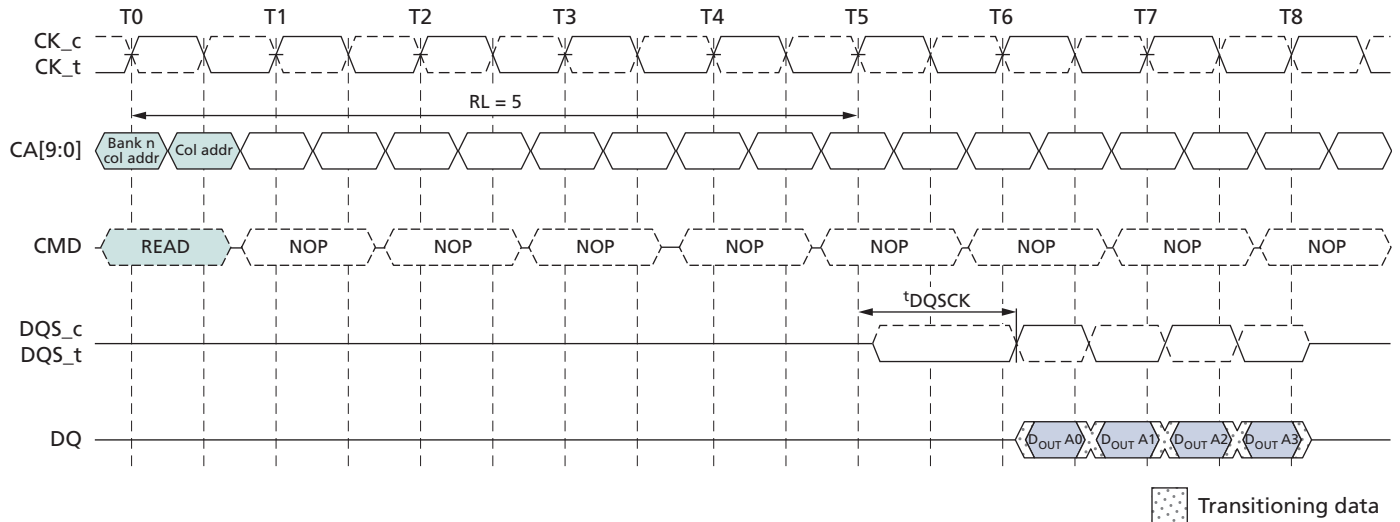 T0 T1 T2 T3 T4 T5 T6 T7 T8
CK_c
CK_t
RL = 5
CA[9:0] Bank n col addr Col addr
CMD READ NOP NOP NOP NOP NOP NOP NOP NOP
tDQSCK
DQS_c
DQS_t
DQ DOUT A0 DOUT A1 DOUT A2 DOUT A3
Transitioning data